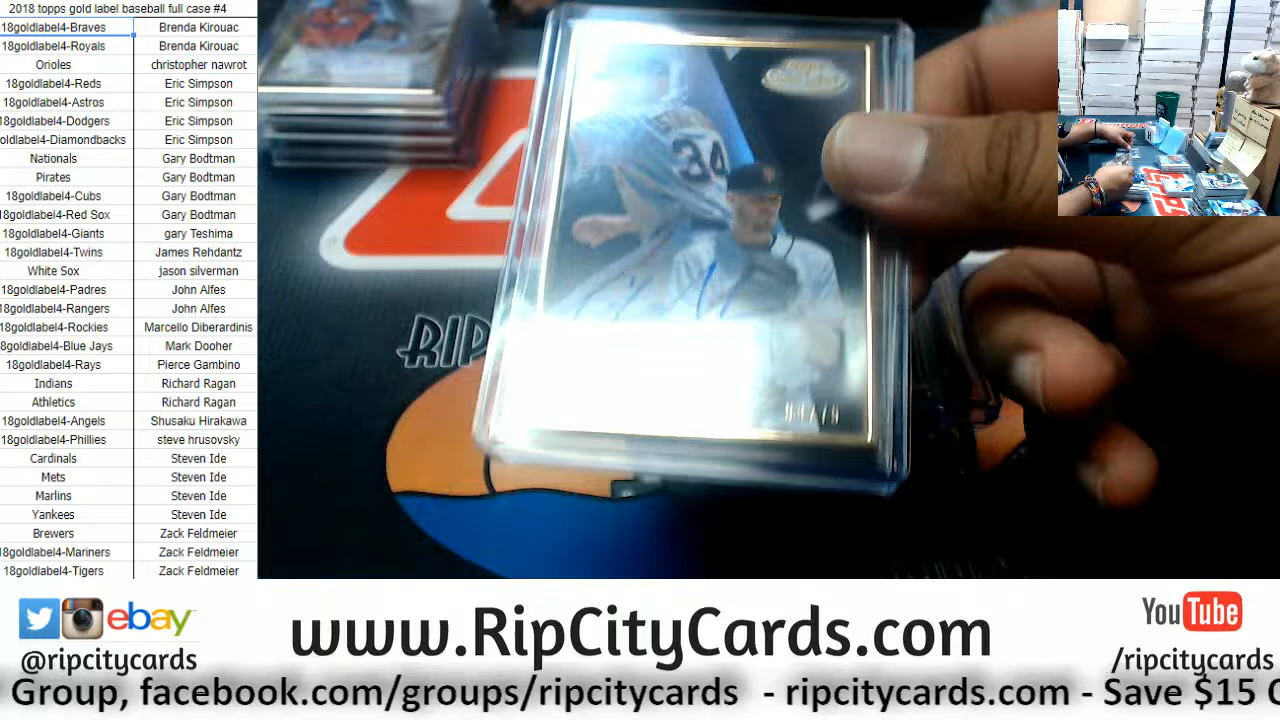 2018 topps gold label baseball full case #4
18goldlabel4-Braves Brenda Kirouac
18goldlabel4-Royals Brenda Kirouac
Orioles christopher nawrot
18goldlabel4-Reds Eric Simpson
18goldlabel4-Astros Eric Simpson
18goldlabel4-Dodgers Eric Simpson
oldlabel4-Diamondbacks Eric Simpson
Nationals Gary Bodtman
Pirates Gary Bodtman
18goldlabel4-Cubs Gary Bodtman
18goldlabel4-Red Sox Gary Bodtman
18goldlabel4-Giants gary Teshima
18goldlabel4-Twins James Rehdantz
White Sox jason silverman
18goldlabel4-Padres John Alfes
18goldlabel4-Rangers John Alfes
18goldlabel4-Rockies Marcello Diberardinis
8goldlabel4-Blue Jays Mark Dooher
18goldlabel4-Rays Pierce Gambino
Indians Richard Ragan
Athletics Richard Ragan
18goldlabel4-Angels Shusaku Hirakawa
18goldlabel4-Phillies steve hrusovsky
Cardinals Steven Ide
Mets Steven Ide
Marlins Steven Ide
Yankees Steven Ide
Brewers Zack Feldmeier
8goldlabel4-Mariners Zack Feldmeier
18goldlabel4-Tigers Zack Feldmeier
34
RIP
ebay
@ripcitycards
www.RipCityCards.com
YouTube
/ripcitycards
Group, facebook.com/groups/ripcitycards - ripcitycards.com - Save $15 O